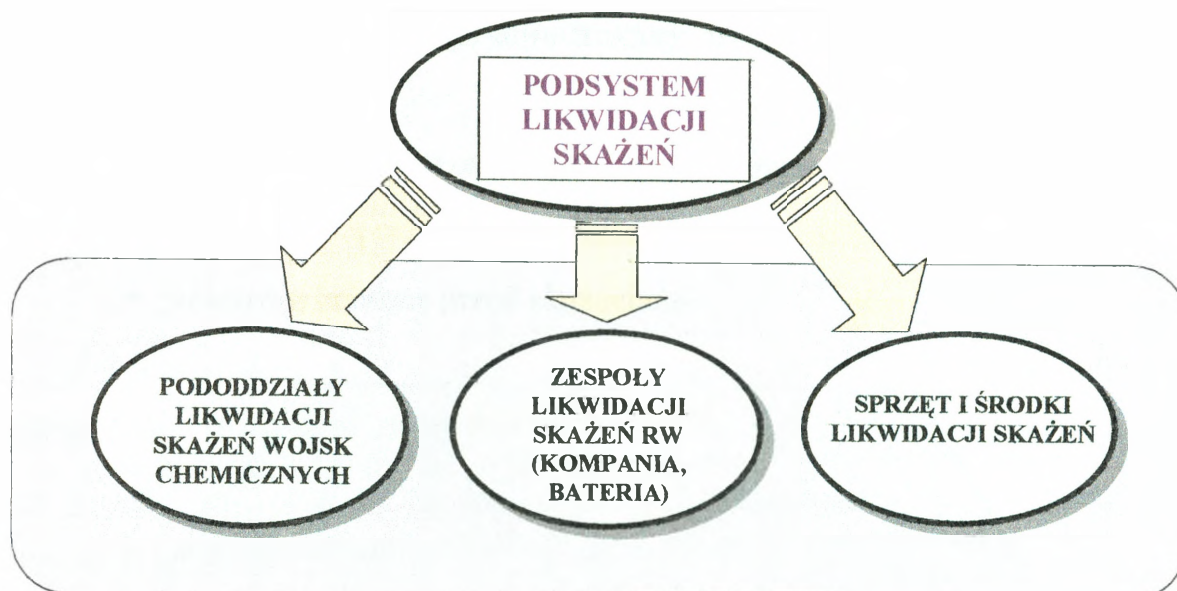 PODSYSTEM
LIKWIDACJI
SKAŻEŃ
PODODDZIAŁY
LIKWIDACJI
SKAŻEŃ WOJSK
CHEMICZNYCH
ZESPOŁY
LIKWIDACJI
SKAŻEŃ RW
(KOMPANIA,
BATERIA)
SPRZĘT I ŚRODKI
LIKWIDACJI SKAŻEŃ